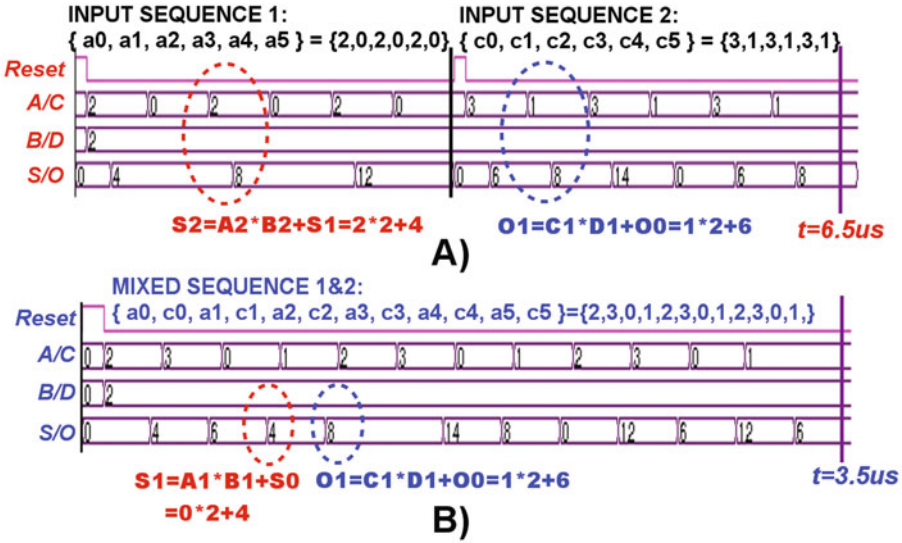 INPUT SEQUENCE 1: INPUT SEQUENCE 2:
{ a0, a1, a2, a3, a4, a5 } = {2,0,2,0,2,0} { c0, c1, c2, c3, c4, c5 } = {3,1,3,1,3,1}
Reset
A/C 2 0 2 0 2 0 3 1 3 1 3 1
B/D 2
S/O 0 4 8 12 0 6 8 14 0 6 8
S2=A2*B2+S1=2*2+4 O1=C1*D1+O0=1*2+6 t=6.5us
A)
MIXED SEQUENCE 1&2:
{ a0, c0, a1, c1, a2, c2, a3, c3, a4, c4, a5, c5 }={2,3,0,1,2,3,0,1,2,3,0,1,}
Reset
A/C 0 2 3 0 1 2 3 0 1 2 3 0 1
B/D 0 2
S/O 0 4 6 4 8 14 8 0 12 6 12 6
S1=A1*B1+S0 O1=C1*D1+O0=1*2+6 t=3.5us
=0*2+4
B)